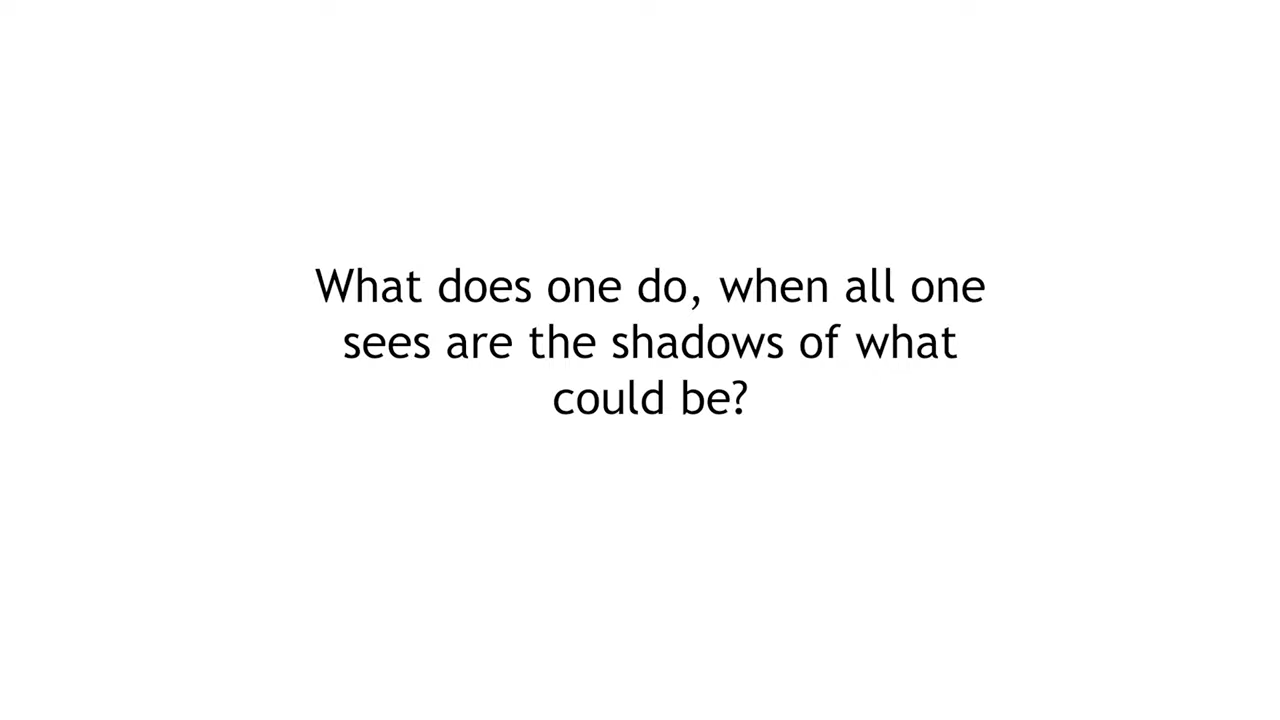 What does one do, when all one
sees are the shadows of what
could be?